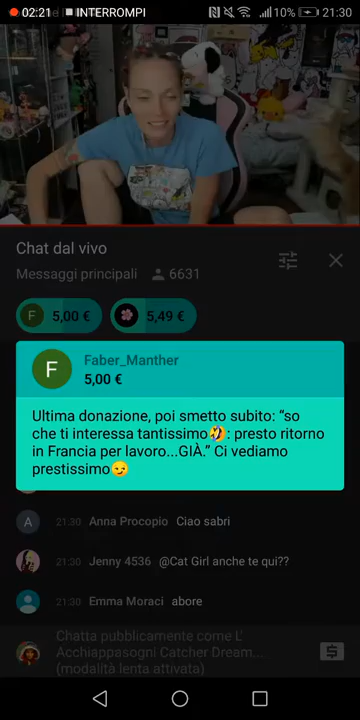 02:21 INTERROMPI 10% 21:30
Chat dal vivo
Messaggi principali 6631
F 5,00 € 5,49 €
F Faber_Manther
5,00 €
Ultima donazione, poi smetto subito: “so
che ti interessa tantissimo🤣: presto ritorno
in Francia per lavoro...GIÀ.” Ci vediamo
prestissimo😏
A 21:30 Anna Procopio Ciao sabri
21:30 Jenny 4536 @Cat Girl anche te qui??
21:30 Emma Moraci abore
Chatta pubblicamente come L'
Acchiappasogni Catcher Dream...
(modalità lenta attivata)